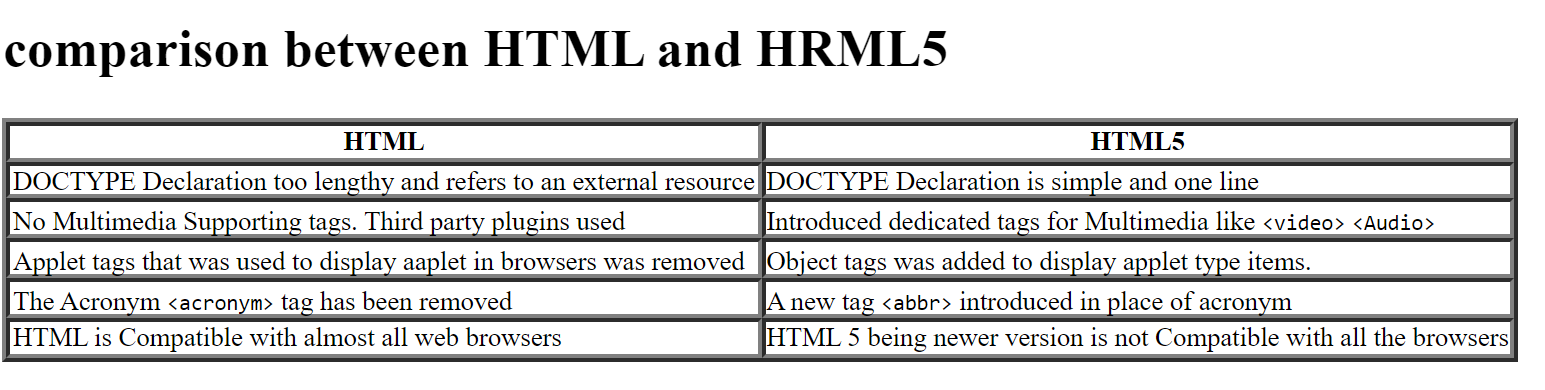 comparison between HTML and HRML5
HTML HTML5
DOCTYPE Declaration too lengthy and refers to an external resource DOCTYPE Declaration is simple and one line
No Multimedia Supporting tags. Third party plugins used Introduced dedicated tags for Multimedia like <video> <Audio>
Applet tags that was used to display aaplet in browsers was removed Object tags was added to display applet type items.
The Acronym <acronym> tag has been removed A new tag <abbr> introduced in place of acronym
HTML is Compatible with almost all web browsers HTML 5 being newer version is not Compatible with all the browsers